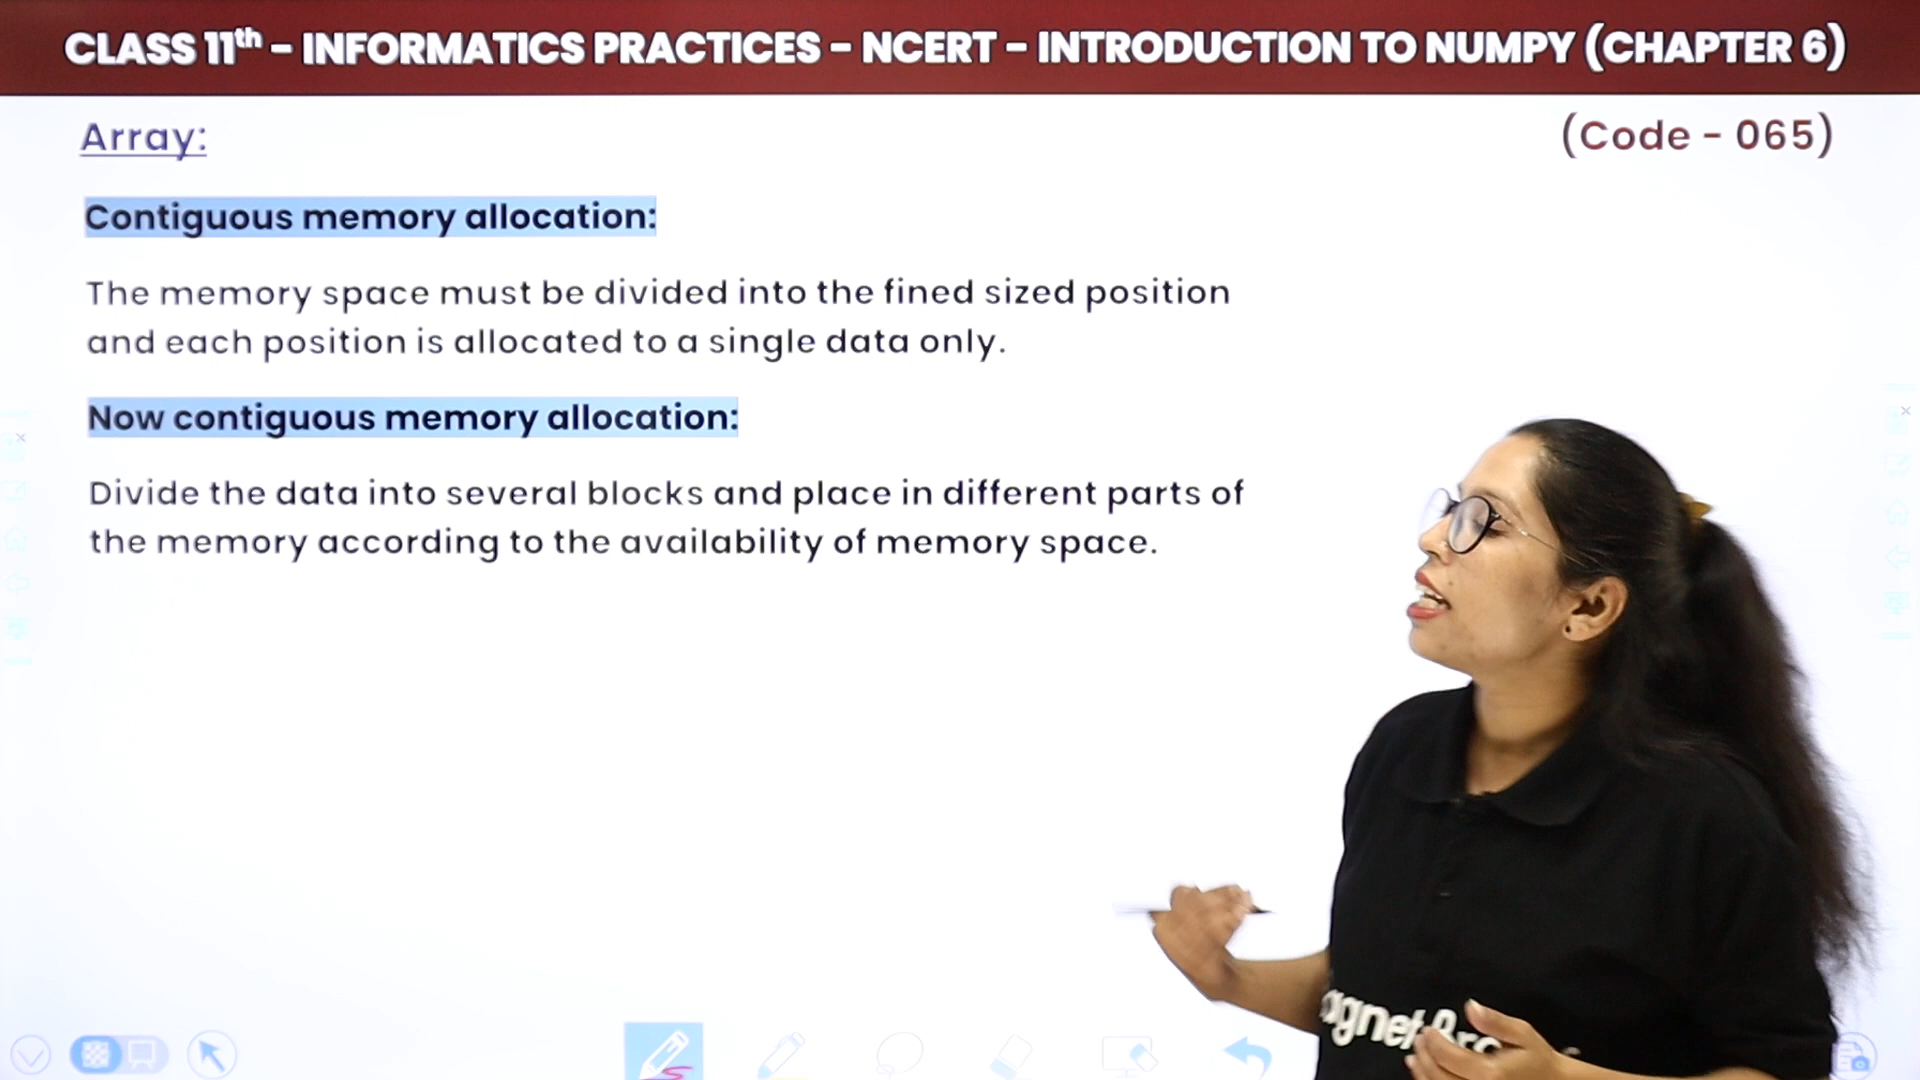 CLASS 11th - INFORMATICS PRACTICES - NCERT - INTRODUCTION TO NUMPY (CHAPTER 6)
Array:
(Code - 065)
Contiguous memory allocation:
The memory space must be divided into the fined sized position
and each position is allocated to a single data only.
Now contiguous memory allocation:
Divide the data into several blocks and place in different parts of
the memory according to the availability of memory space.